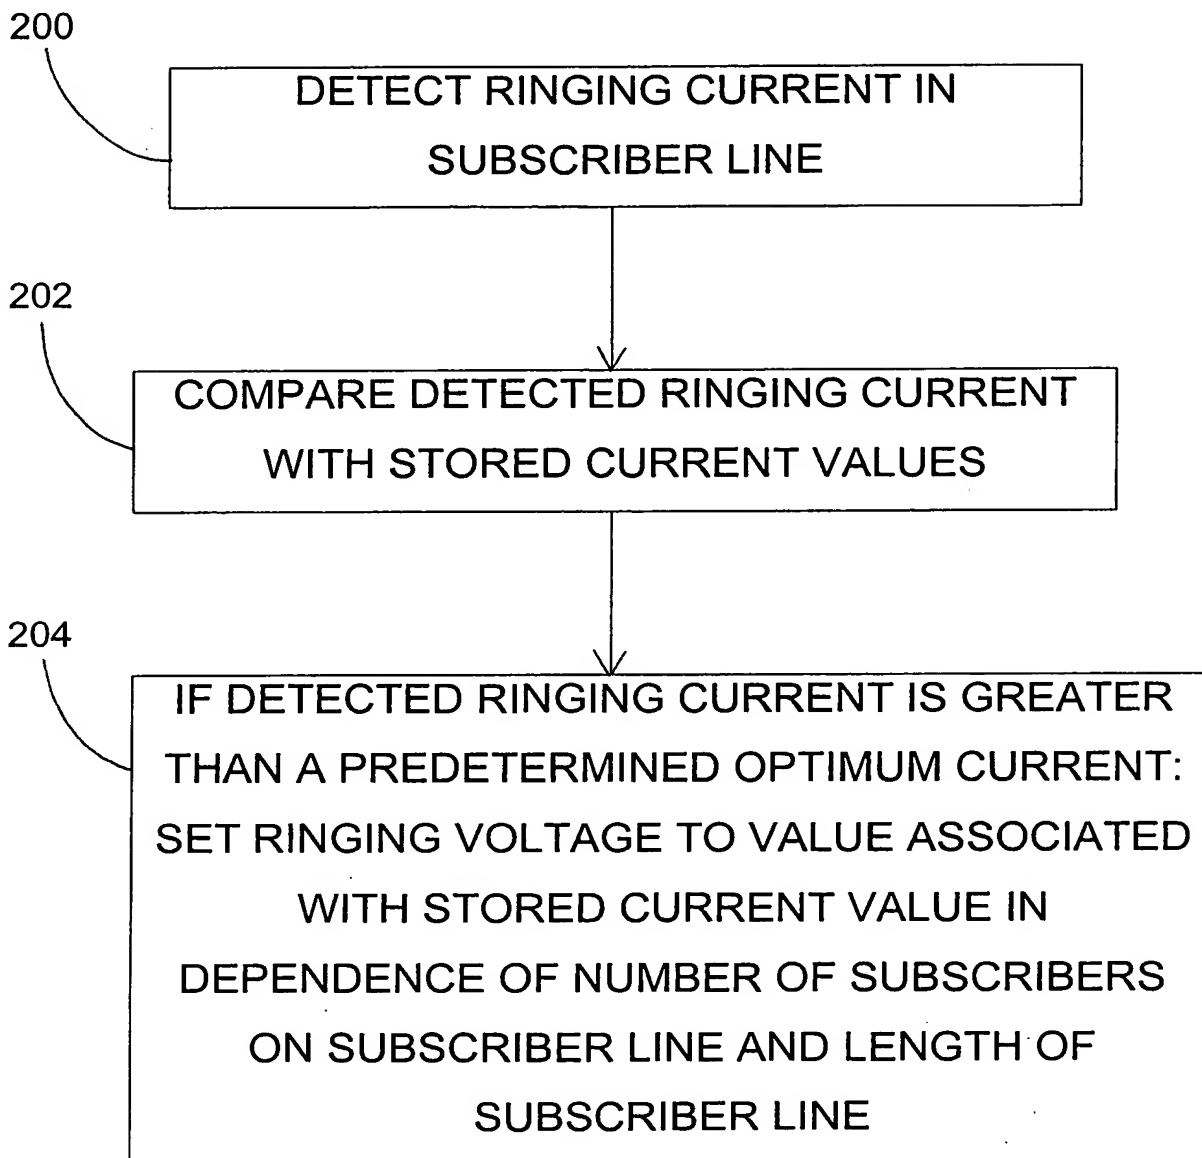 200
DETECT RINGING CURRENT IN
SUBSCRIBER LINE
202
COMPARE DETECTED RINGING CURRENT
WITH STORED CURRENT VALUES
204
IF DETECTED RINGING CURRENT IS GREATER
THAN A PREDETERMINED OPTIMUM CURRENT:
SET RINGING VOLTAGE TO VALUE ASSOCIATED
WITH STORED CURRENT VALUE IN
DEPENDENCE OF NUMBER OF SUBSCRIBERS
ON SUBSCRIBER LINE AND LENGTH OF
SUBSCRIBER LINE